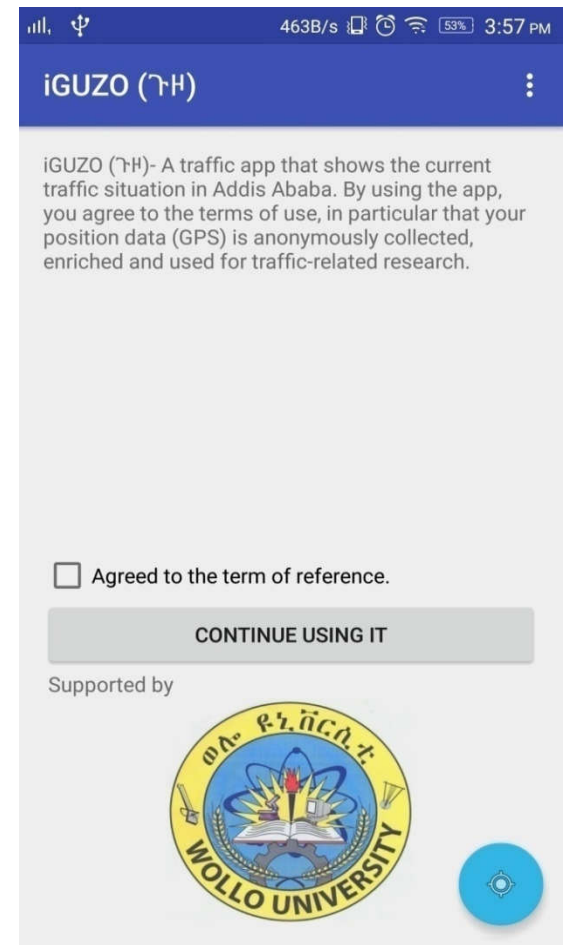 463B/s 53% 3:57 PM
iGUZO (ጉዞ)
iGUZO (ጉዞ)- A traffic app that shows the current
traffic situation in Addis Ababa. By using the app,
you agree to the terms of use, in particular that your
position data (GPS) is anonymously collected,
enriched and used for traffic-related research.
Agreed to the term of reference.
CONTINUE USING IT
Supported by
ወሎ ዩኒቨርሲቲ
WOLLO UNIVERSITY